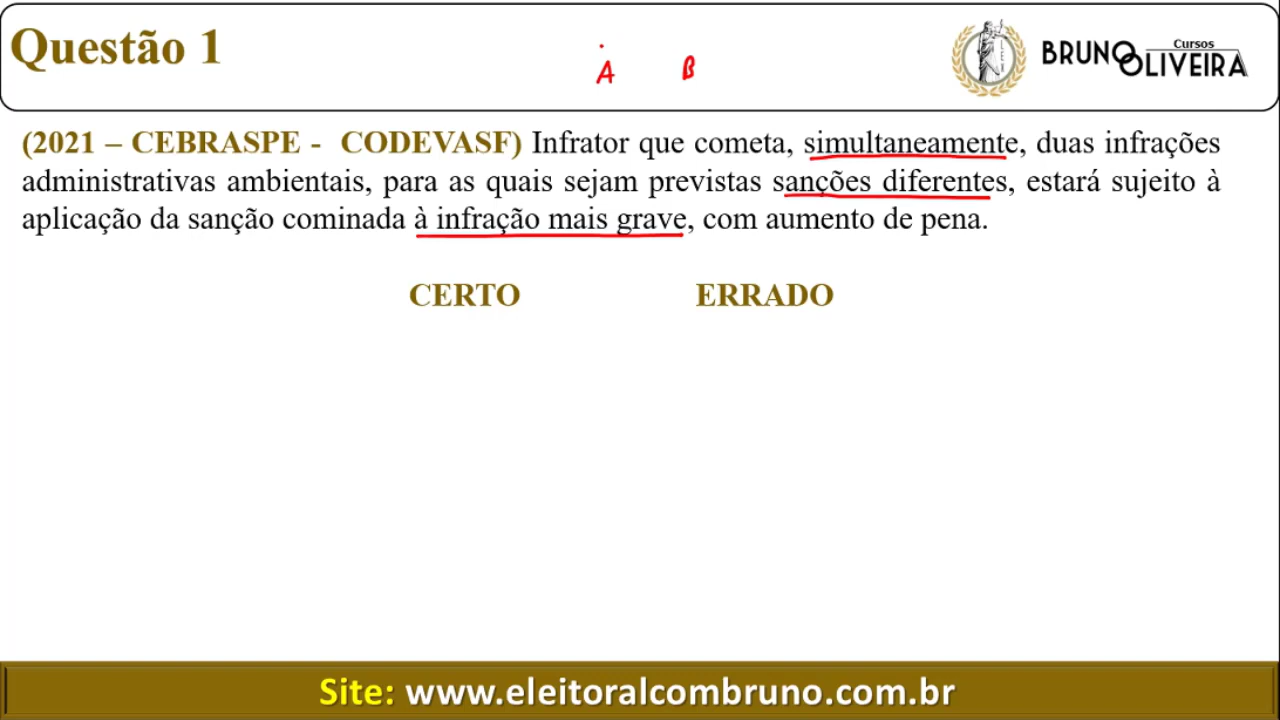 Questão 1
A B
Cursos
BRUNO
OLIVEIRA
(2021 – CEBRASPE - CODEVASF) Infrator que cometa, simultaneamente, duas infrações
administrativas ambientais, para as quais sejam previstas sanções diferentes, estará sujeito à
aplicação da sanção cominada à infração mais grave, com aumento de pena.
CERTO ERRADO
Site: www.eleitoralcombruno.com.br